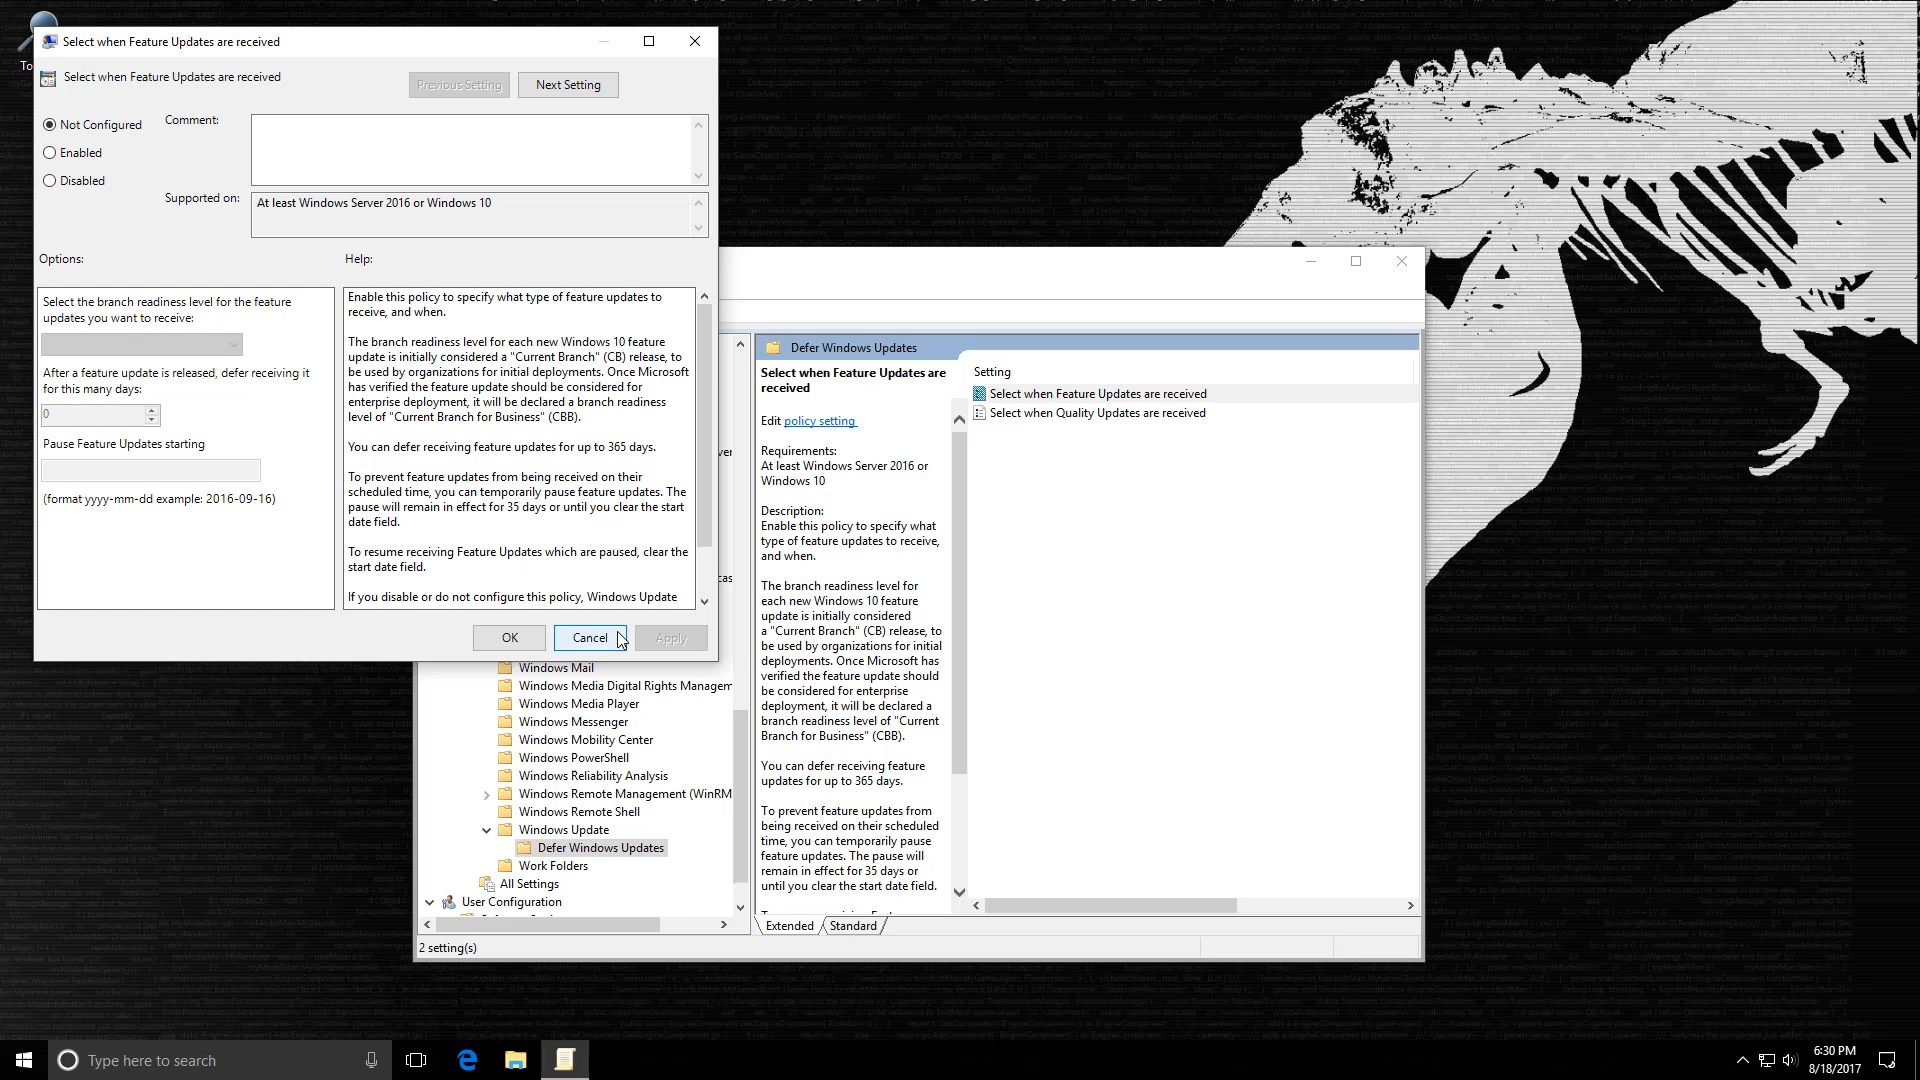 Select when Feature Updates are received
Select when Feature Updates are received
Previous Setting
Next Setting
Not Configured
Enabled
Disabled
Comment:
Supported on:
At least Windows Server 2016 or Windows 10
Options:
Help:
Select the branch readiness level for the feature
updates you want to receive:
After a feature update is released, defer receiving it
for this many days:
0
Pause Feature Updates starting
(format yyyy-mm-dd example: 2016-09-16)
Enable this policy to specify what type of feature updates to
receive, and when.
The branch readiness level for each new Windows 10 feature
update is initially considered a "Current Branch" (CB) release, to
be used by organizations for initial deployments. Once Microsoft
has verified the feature update should be considered for
enterprise deployment, it will be declared a branch readiness
level of "Current Branch for Business" (CBB).
You can defer receiving feature updates for up to 365 days.
To prevent feature updates from being received on their
scheduled time, you can temporarily pause feature updates. The
pause will remain in effect for 35 days or until you clear the start
date field.
To resume receiving Feature Updates which are paused, clear the
start date field.
If you disable or do not configure this policy, Windows Update
OK
Cancel
Apply
Windows Mail
Windows Media Digital Rights Managem
Windows Media Player
Windows Messenger
Windows Mobility Center
Windows PowerShell
Windows Reliability Analysis
Windows Remote Management (WinRM
Windows Remote Shell
Windows Update
Defer Windows Updates
Work Folders
All Settings
User Configuration
2 setting(s)
Defer Windows Updates
Select when Feature Updates are
received
Edit policy setting
Requirements:
At least Windows Server 2016 or
Windows 10
Description:
Enable this policy to specify what
type of feature updates to receive,
and when.
The branch readiness level for
each new Windows 10 feature
update is initially considered
a "Current Branch" (CB) release, to
be used by organizations for initial
deployments. Once Microsoft has
verified the feature update should
be considered for enterprise
deployment, it will be declared a
branch readiness level of "Current
Branch for Business" (CBB).
You can defer receiving feature
updates for up to 365 days.
To prevent feature updates from
being received on their scheduled
time, you can temporarily pause
feature updates. The pause will
remain in effect for 35 days or
until you clear the start date field.
Setting
Select when Feature Updates are received
Select when Quality Updates are received
Extended
Standard
Type here to search
6:30 PM
8/18/2017